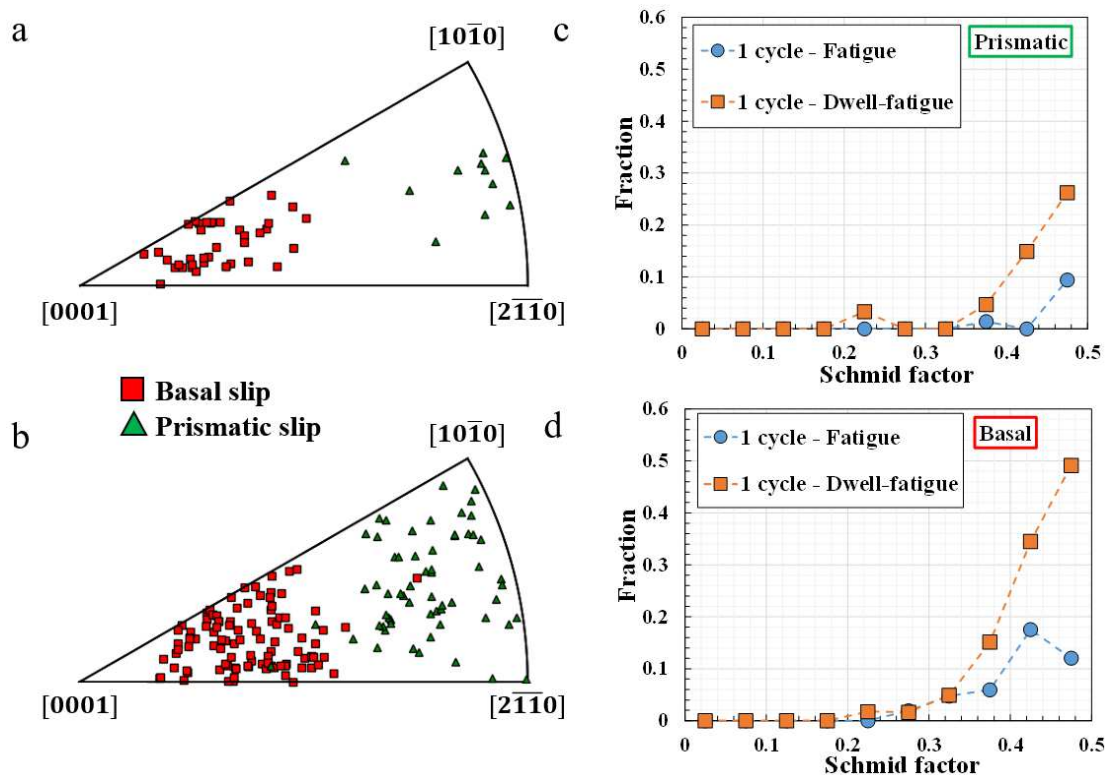 a
[101̅0]
[0001]
[21̅1̅0]
Basal slip
Prismatic slip
b
[101̅0]
[0001]
[21̅1̅0]
c
Prismatic
1 cycle - Fatigue
1 cycle - Dwell-fatigue
Fraction
0.6
0.5
0.4
0.3
0.2
0.1
0
0 0.1 0.2 0.3 0.4 0.5
Schmid factor
d
Basal
1 cycle - Fatigue
1 cycle - Dwell-fatigue
Fraction
0.6
0.5
0.4
0.3
0.2
0.1
0
0 0.1 0.2 0.3 0.4 0.5
Schmid factor